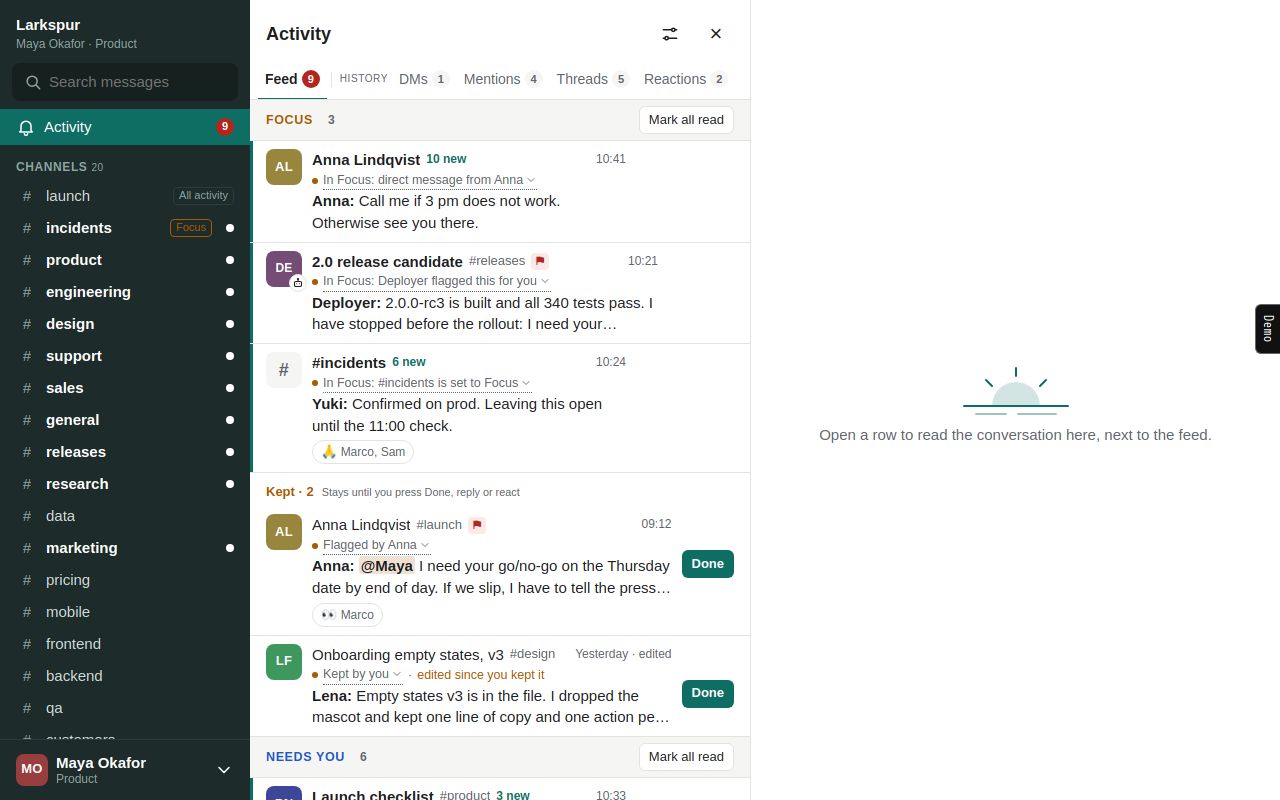 Larkspur
Maya Okafor · Product
Search messages
Activity
9
CHANNELS 20
# launch All activity
# incidents Focus
# product
# engineering
# design
# support
# sales
# general
# releases
# research
# data
# marketing
# pricing
# mobile
# frontend
# backend
# qa
# customers
MO
Maya Okafor
Product
Activity
Feed 9 HISTORY DMs 1 Mentions 4 Threads 5 Reactions 2
FOCUS 3 Mark all read
AL
Anna Lindqvist 10 new 10:41
In Focus: direct message from Anna
Anna: Call me if 3 pm does not work.
Otherwise see you there.
DE
2.0 release candidate #releases 10:21
In Focus: Deployer flagged this for you
Deployer: 2.0.0-rc3 is built and all 340 tests pass. I
have stopped before the rollout: I need your…
#
#incidents 6 new 10:24
In Focus: #incidents is set to Focus
Yuki: Confirmed on prod. Leaving this open
until the 11:00 check.
🙏 Marco, Sam
Kept · 2 Stays until you press Done, reply or react
AL
Anna Lindqvist #launch 09:12
Flagged by Anna
Anna: @Maya I need your go/no-go on the Thursday
date by end of day. If we slip, I have to tell the press…
Done
👀 Marco
LF
Onboarding empty states, v3 #design Yesterday · edited
Kept by you · edited since you kept it
Lena: Empty states v3 is in the file. I dropped the
mascot and kept one line of copy and one action pe…
Done
NEEDS YOU 6 Mark all read
Launch checklist #product 3 new 10:33
Open a row to read the conversation here, next to the feed.
Demo